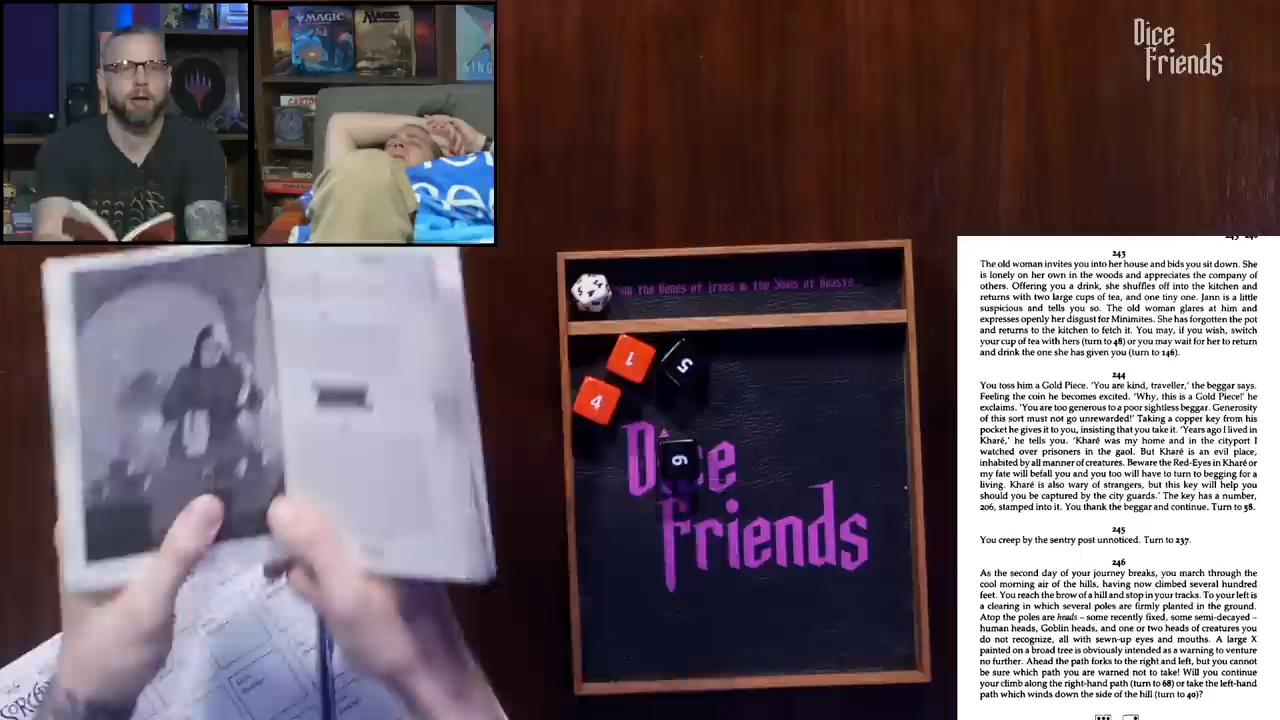 Dice
friends
MAGIC
MAGIC
KING
243
The old woman invites you into her house and bids you sit down. She
is lonely on her own in the woods and appreciates the company of
others. Offering you a drink, she shuffles off into the kitchen and
returns with two large cups of tea, and one tiny one. Jann is a little
suspicious and tells you so. The old woman glares at him and
expresses openly her disgust for Minimites. She has forgotten the pot
and returns to the kitchen to fetch it. You may, if you wish, switch
your cup of tea with hers (turn to 48) or you may wait for her to return
and drink the one she has given you (turn to 146).
244
You toss him a Gold Piece. 'You are kind, traveller,' the beggar says.
Feeling the coin he becomes excited. 'Why, this is a Gold Piece!' he
exclaims. 'You are too generous to a poor sightless beggar. Generosity
of this sort must not go unrewarded!' Taking a copper key from his
pocket he gives it to you, insisting that you take it. 'Years ago I lived in
Kharé,' he tells you. 'Kharé was my home and in the cityport I
watched over prisoners in the gaol. But Kharé is an evil place,
inhabited by all manner of creatures. Beware the Red-Eyes in Kharé or
my fate will befall you and you too will have to turn to begging for a
living. Kharé is also wary of strangers, but this key will help you
should you be captured by the city guards.' The key has a number,
206, stamped into it. You thank the beggar and continue. Turn to 58.
245
You creep by the sentry post unnoticed. Turn to 237.
246
As the second day of your journey breaks, you march through the
cool morning air of the hills, having now climbed several hundred
feet. You reach the brow of a hill and stop in your tracks. To your left is
a clearing in which several poles are firmly planted in the ground.
Atop the poles are heads – some recently fixed, some semi-decayed –
human heads, Goblin heads, and one or two heads of creatures you
do not recognize, all with sewn-up eyes and mouths. A large X
painted on a broad tree is obviously intended as a warning to venture
no further. Ahead the path forks to the right and left, but you cannot
be sure which path you are warned not to take! Will you continue
your climb along the right-hand path (turn to 68) or take the left-hand
path which winds down the side of the hill (turn to 40)?
the Bones of Trees & the Skins of Beasts
1
5
4
6
Dice
friends